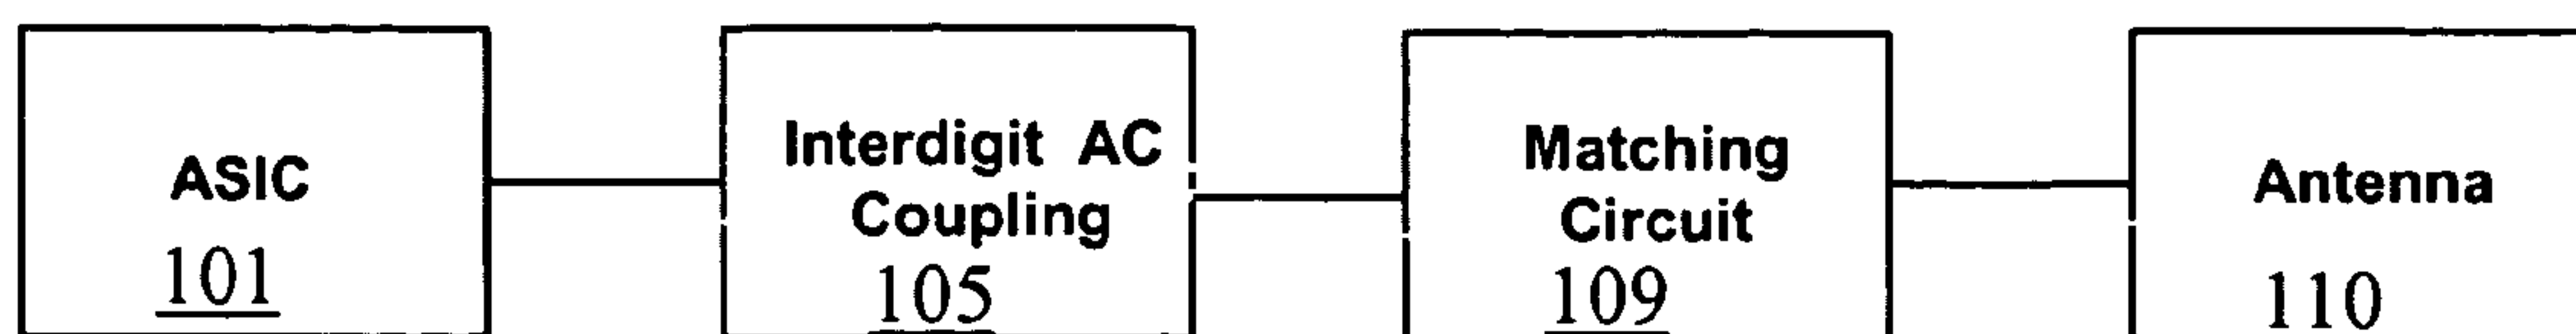 ASIC
101
Interdigit AC
Coupling
105
Matching
Circuit
109
Antenna
110